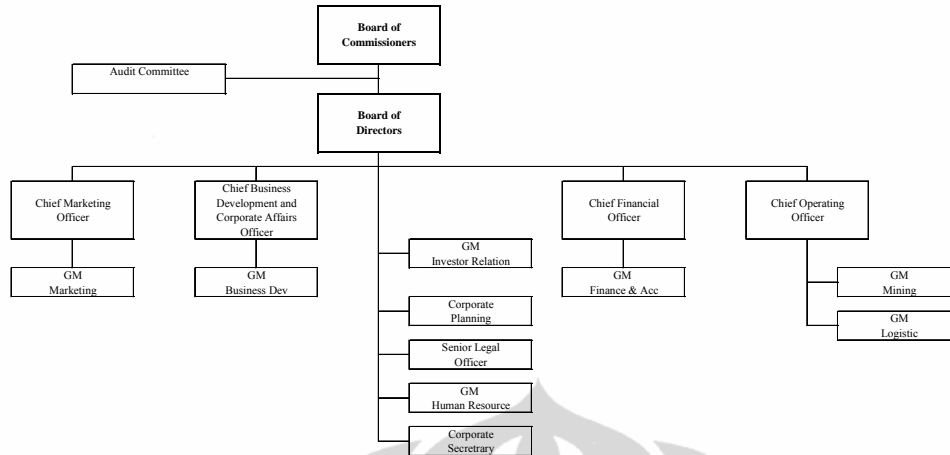 Board of
Commissioners
Audit Committee
Board of
Directors
Chief Marketing
Officer
Chief Business
Development and
Corporate Affairs
Officer
Chief Financial
Officer
Chief Operating
Officer
GM
Marketing
GM
Business Dev
GM
Investor Relation
GM
Finance & Acc
GM
Mining
Corporate
Planning
GM
Logistic
Senior Legal
Officer
GM
Human Resource
Corporate
Secretrary